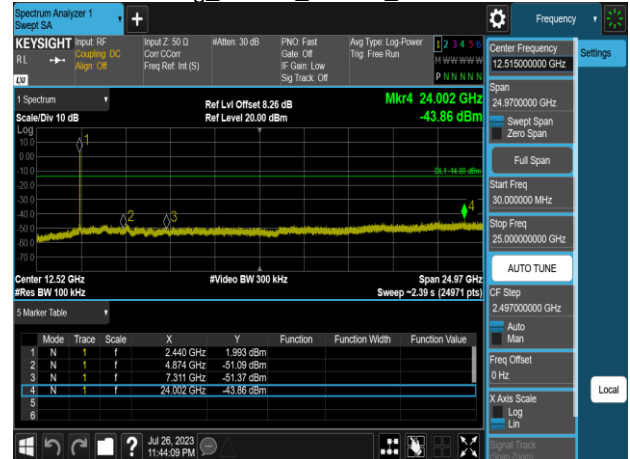 Spectrum Analyzer 1
Swept SA
Frequency
KEYSIGHT
RL
LXI
Input: RF
Coupling: DC
Align: Off
Input Z: 50 Ω
Corr CCorr
Freq Ref: Int (S)
#Atten: 30 dB
PNO: Fast
Gate: Off
IF Gain: Low
Sig Track: Off
Avg Type: Log-Power
Trig: Free Run
1 2 3 4 5 6
M W W W W W
P N N N N N
1 Spectrum
Scale/Div 10 dB
Ref Lvl Offset 8.26 dB
Ref Level 20.00 dBm
Mkr4 24.002 GHz
-43.86 dBm
Log
10.0
0.00
-10.0
-20.0
-30.0
-40.0
-50.0
-60.0
-70.0
1
2
3
4
DL1 -14.00 dBm
Center 12.52 GHz
#Video BW 300 kHz
Span 24.97 GHz
#Res BW 100 kHz
Sweep ~2.39 s (24971 pts)
5 Marker Table
Mode Trace Scale X Y Function Function Width Function Value
1 N 1 f 2.440 GHz 1.993 dBm
2 N 1 f 4.874 GHz -51.09 dBm
3 N 1 f 7.311 GHz -51.37 dBm
4 N 1 f 24.002 GHz -43.86 dBm
5
6
Jul 26, 2023
11:44:09 PM
Center Frequency
12.515000000 GHz
Settings
Span
24.9700000 GHz
Swept Span
Zero Span
Full Span
Start Freq
30.000000 MHz
Stop Freq
25.000000000 GHz
AUTO TUNE
CF Step
2.497000000 GHz
Auto
Man
Freq Offset
0 Hz
X Axis Scale
Log
Lin
Local
Signal Track
(Span Zoom)